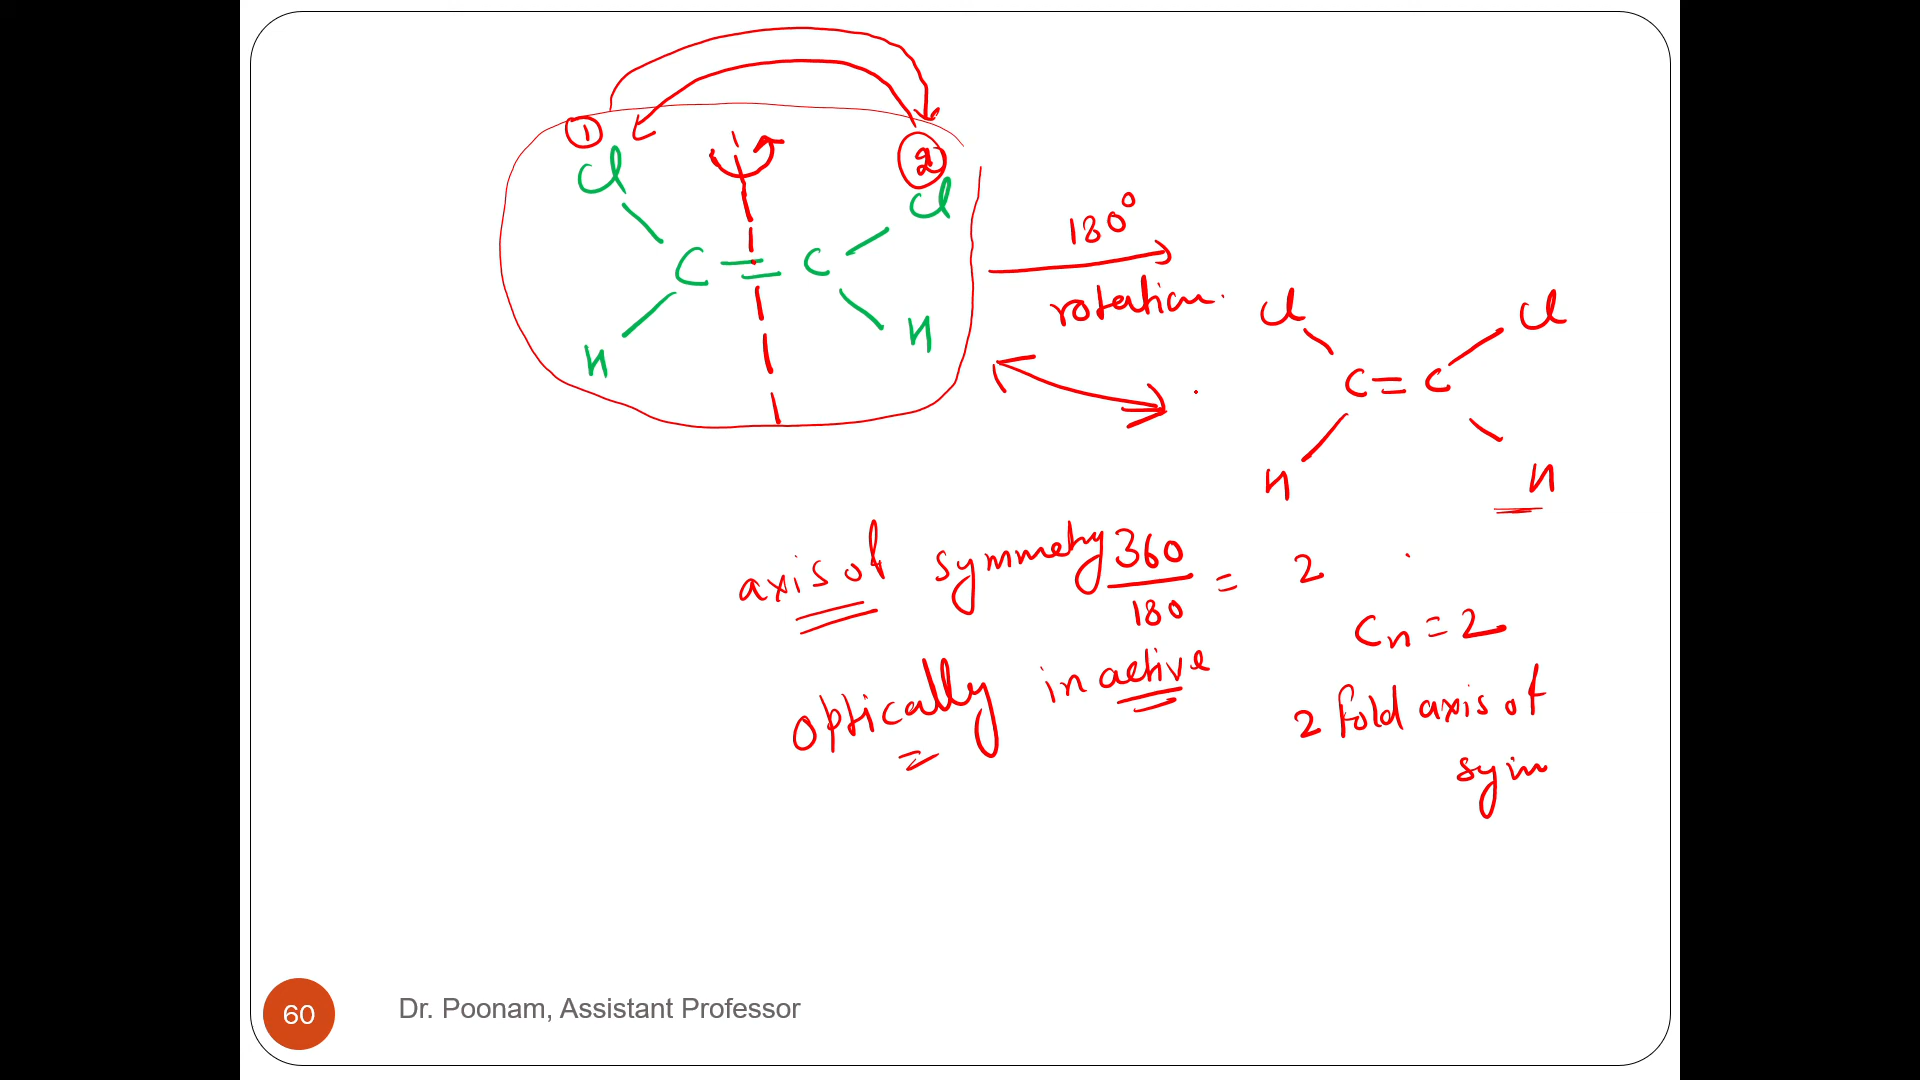 ① ②
Cl Cl
C = C
H H
180°
rotation.
Cl Cl
C = C
H H
axis of symmetry 360/180 = 2
Cn = 2
optically inactive
2 fold axis of
sym
60 Dr. Poonam, Assistant Professor